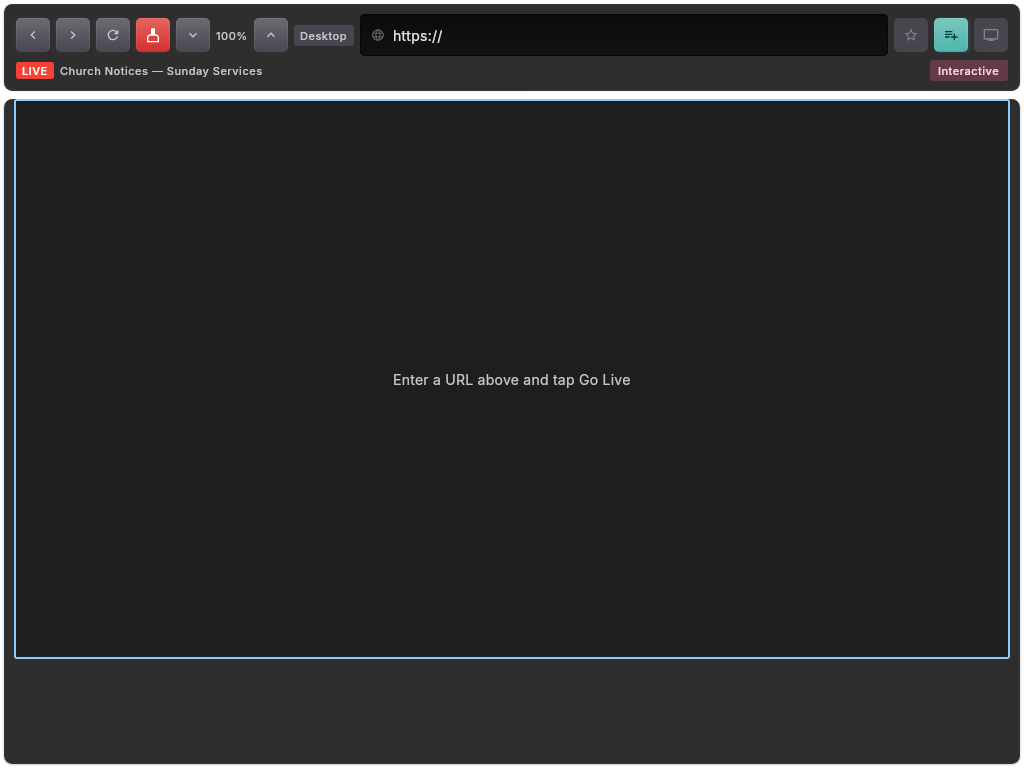 100%
Desktop
https://
LIVE Church Notices — Sunday Services
Interactive
Enter a URL above and tap Go Live